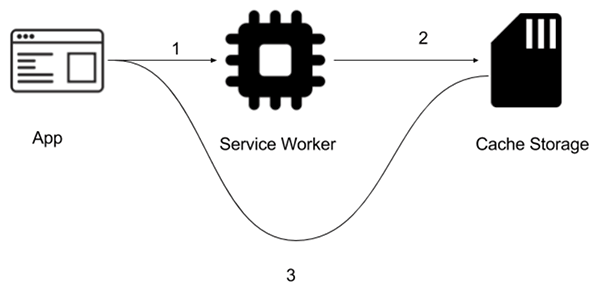 1
2
App
Service Worker
Cache Storage
3